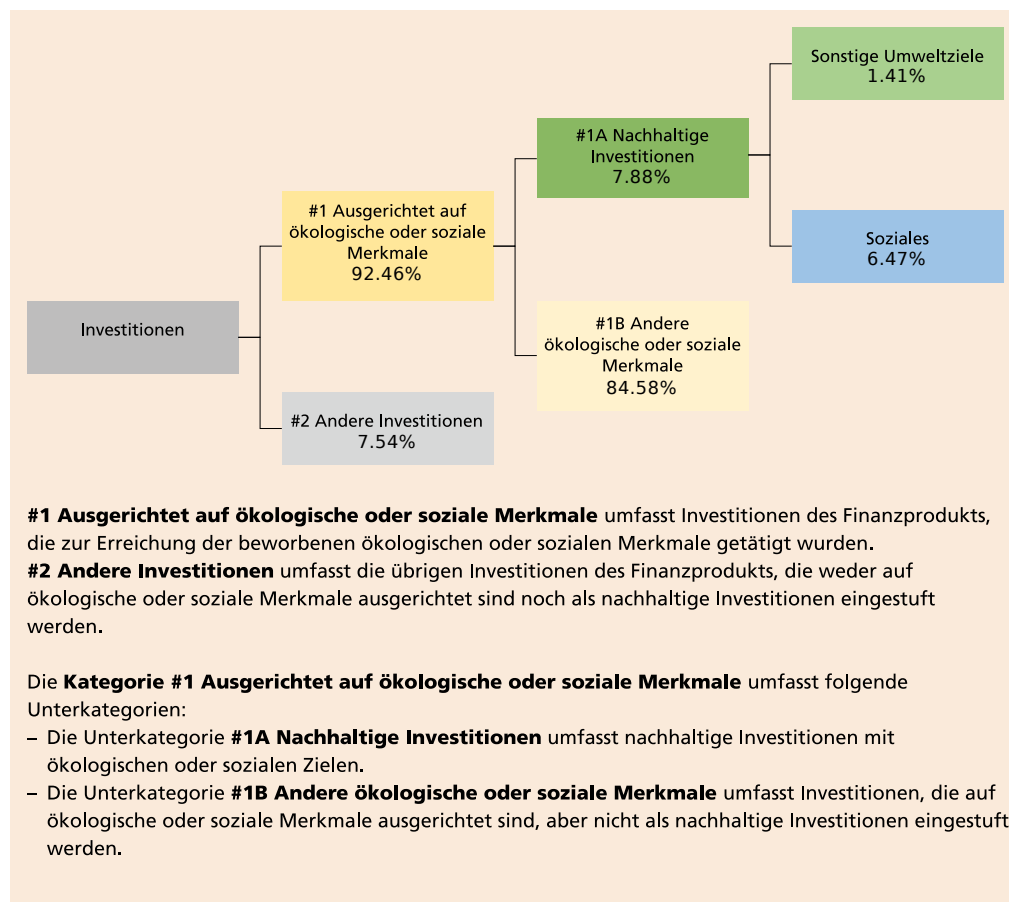 Sonstige Umweltziele
1.41%
#1A Nachhaltige
Investitionen
7.88%
#1 Ausgerichtet auf
ökologische oder soziale
Merkmale
92.46%
Soziales
6.47%
Investitionen
#1B Andere
ökologische oder soziale
Merkmale
84.58%
#2 Andere Investitionen
7.54%
#1 Ausgerichtet auf ökologische oder soziale Merkmale umfasst Investitionen des Finanzprodukts,
die zur Erreichung der beworbenen ökologischen oder sozialen Merkmale getätigt wurden.
#2 Andere Investitionen umfasst die übrigen Investitionen des Finanzprodukts, die weder auf
ökologische oder soziale Merkmale ausgerichtet sind noch als nachhaltige Investitionen eingestuft
werden.
Die Kategorie #1 Ausgerichtet auf ökologische oder soziale Merkmale umfasst folgende
Unterkategorien:
– Die Unterkategorie #1A Nachhaltige Investitionen umfasst nachhaltige Investitionen mit
ökologischen oder sozialen Zielen.
– Die Unterkategorie #1B Andere ökologische oder soziale Merkmale umfasst Investitionen, die auf
ökologische oder soziale Merkmale ausgerichtet sind, aber nicht als nachhaltige Investitionen eingestuft
werden.